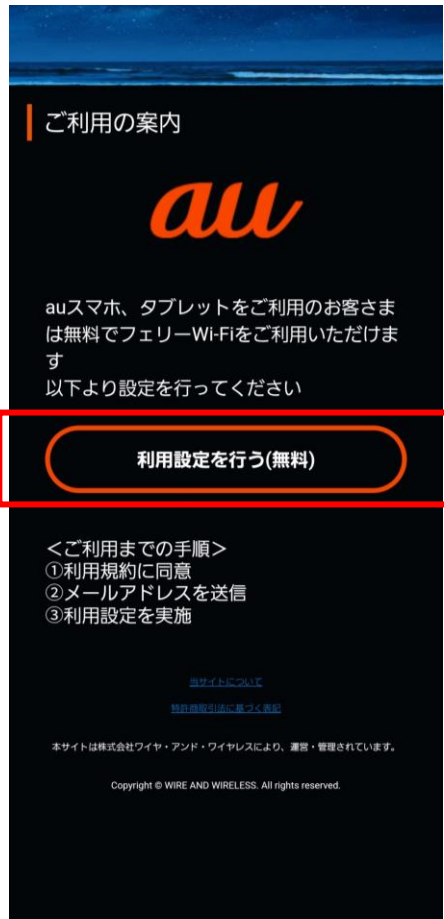 ご利用の案内
au
auスマホ、タブレットをご利用のお客さま
は無料でフェリーWi-Fiをご利用いただけま
す
以下より設定を行ってください
利用設定を行う(無料)
＜ご利用までの手順＞
①利用規約に同意
②メールアドレスを送信
③利用設定を実施
当サイトについて
特許商取引法に基づく表記
本サイトは株式会社ワイヤ・アンド・ワイヤレスにより、運営・管理されています。
Copyright © WIRE AND WIRELESS. All rights reserved.